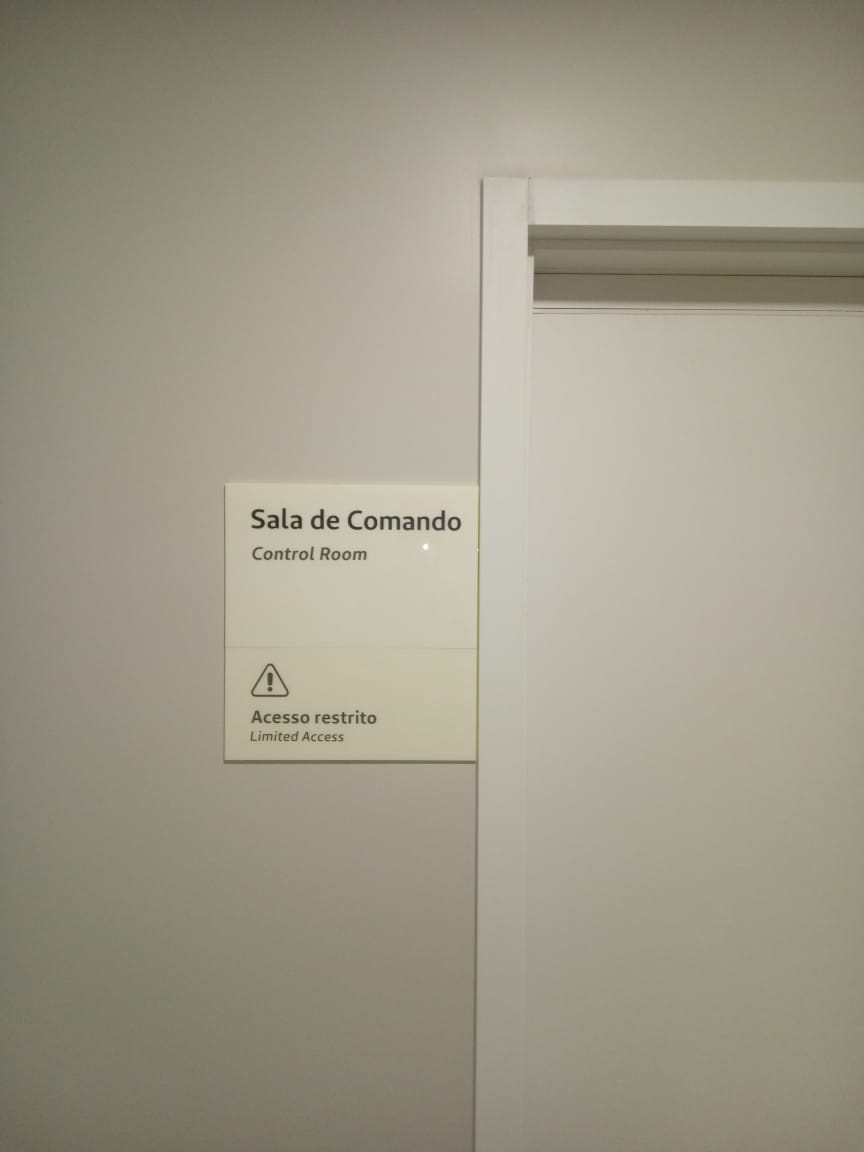 Sala de Comando
Control Room
Acesso restrito
Limited Access